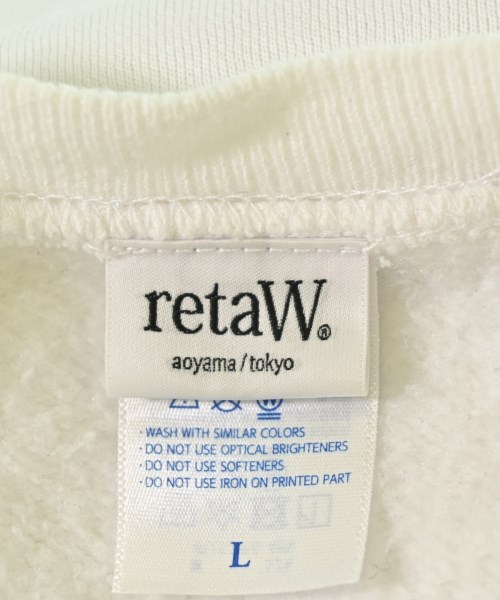 retaW®
aoyama / tokyo
W
· WASH WITH SIMILAR COLORS
· DO NOT USE OPTICAL BRIGHTENERS
· DO NOT USE SOFTENERS
· DO NOT USE IRON ON PRINTED PART
L